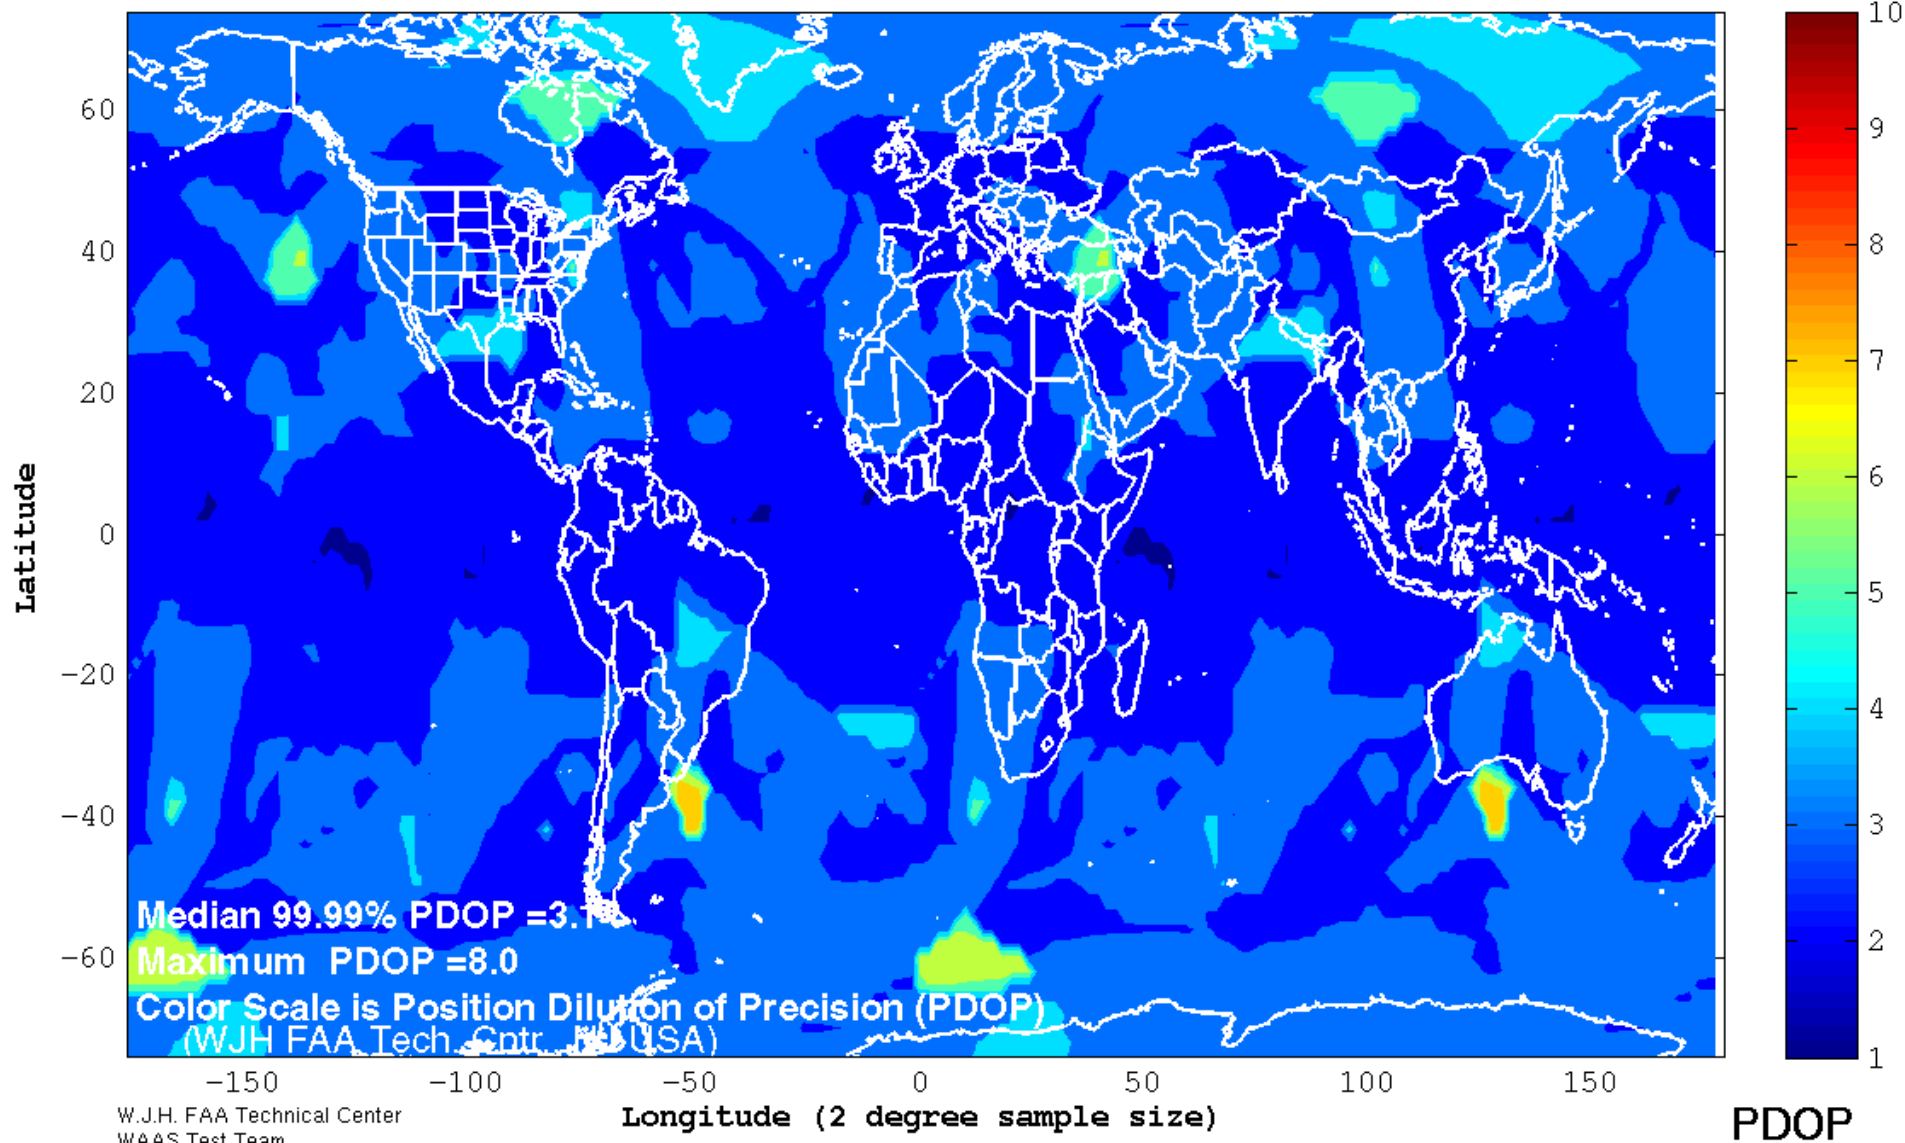 10
9
8
7
6
5
4
3
2
1
PDOP
Latitude
60
40
20
0
−20
−40
−60
Median 99.99% PDOP =3.1
Maximum PDOP =8.0
Color Scale is Position Dilution of Precision (PDOP)
(WJH FAA Tech. Cntr. USA)
−150 −100 −50 0 50 100 150
Longitude (2 degree sample size)
W.J.H. FAA Technical Center
WAAS Test Team